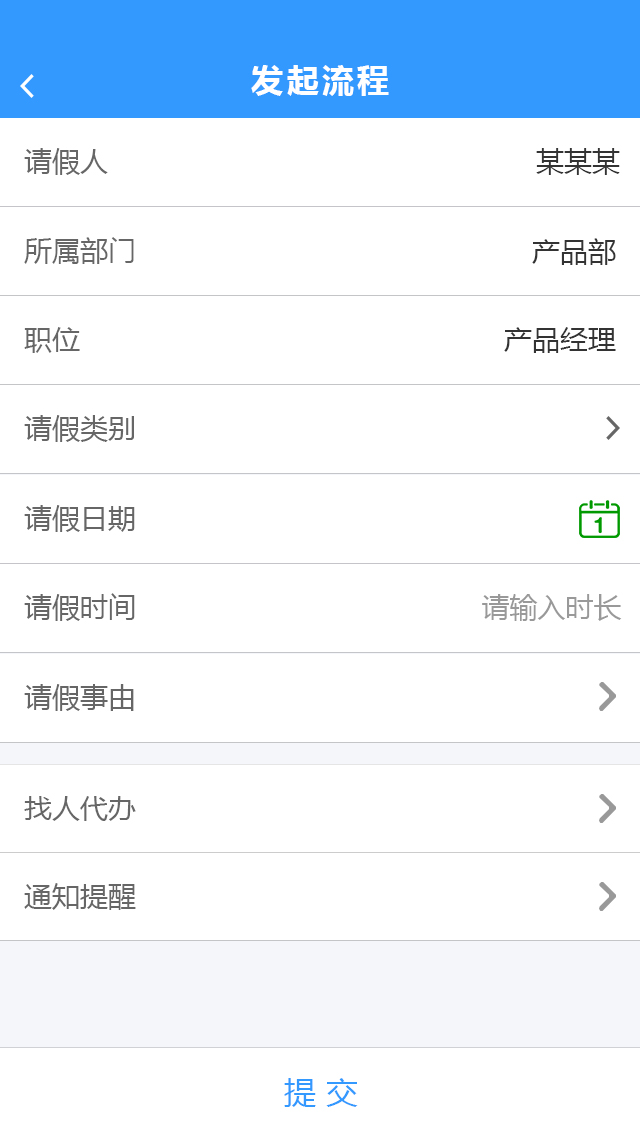 发起流程
请假人 某某某
所属部门 产品部
职位 产品经理
请假类别
请假日期 1
请假时间 请输入时长
请假事由
找人代办
通知提醒
提 交